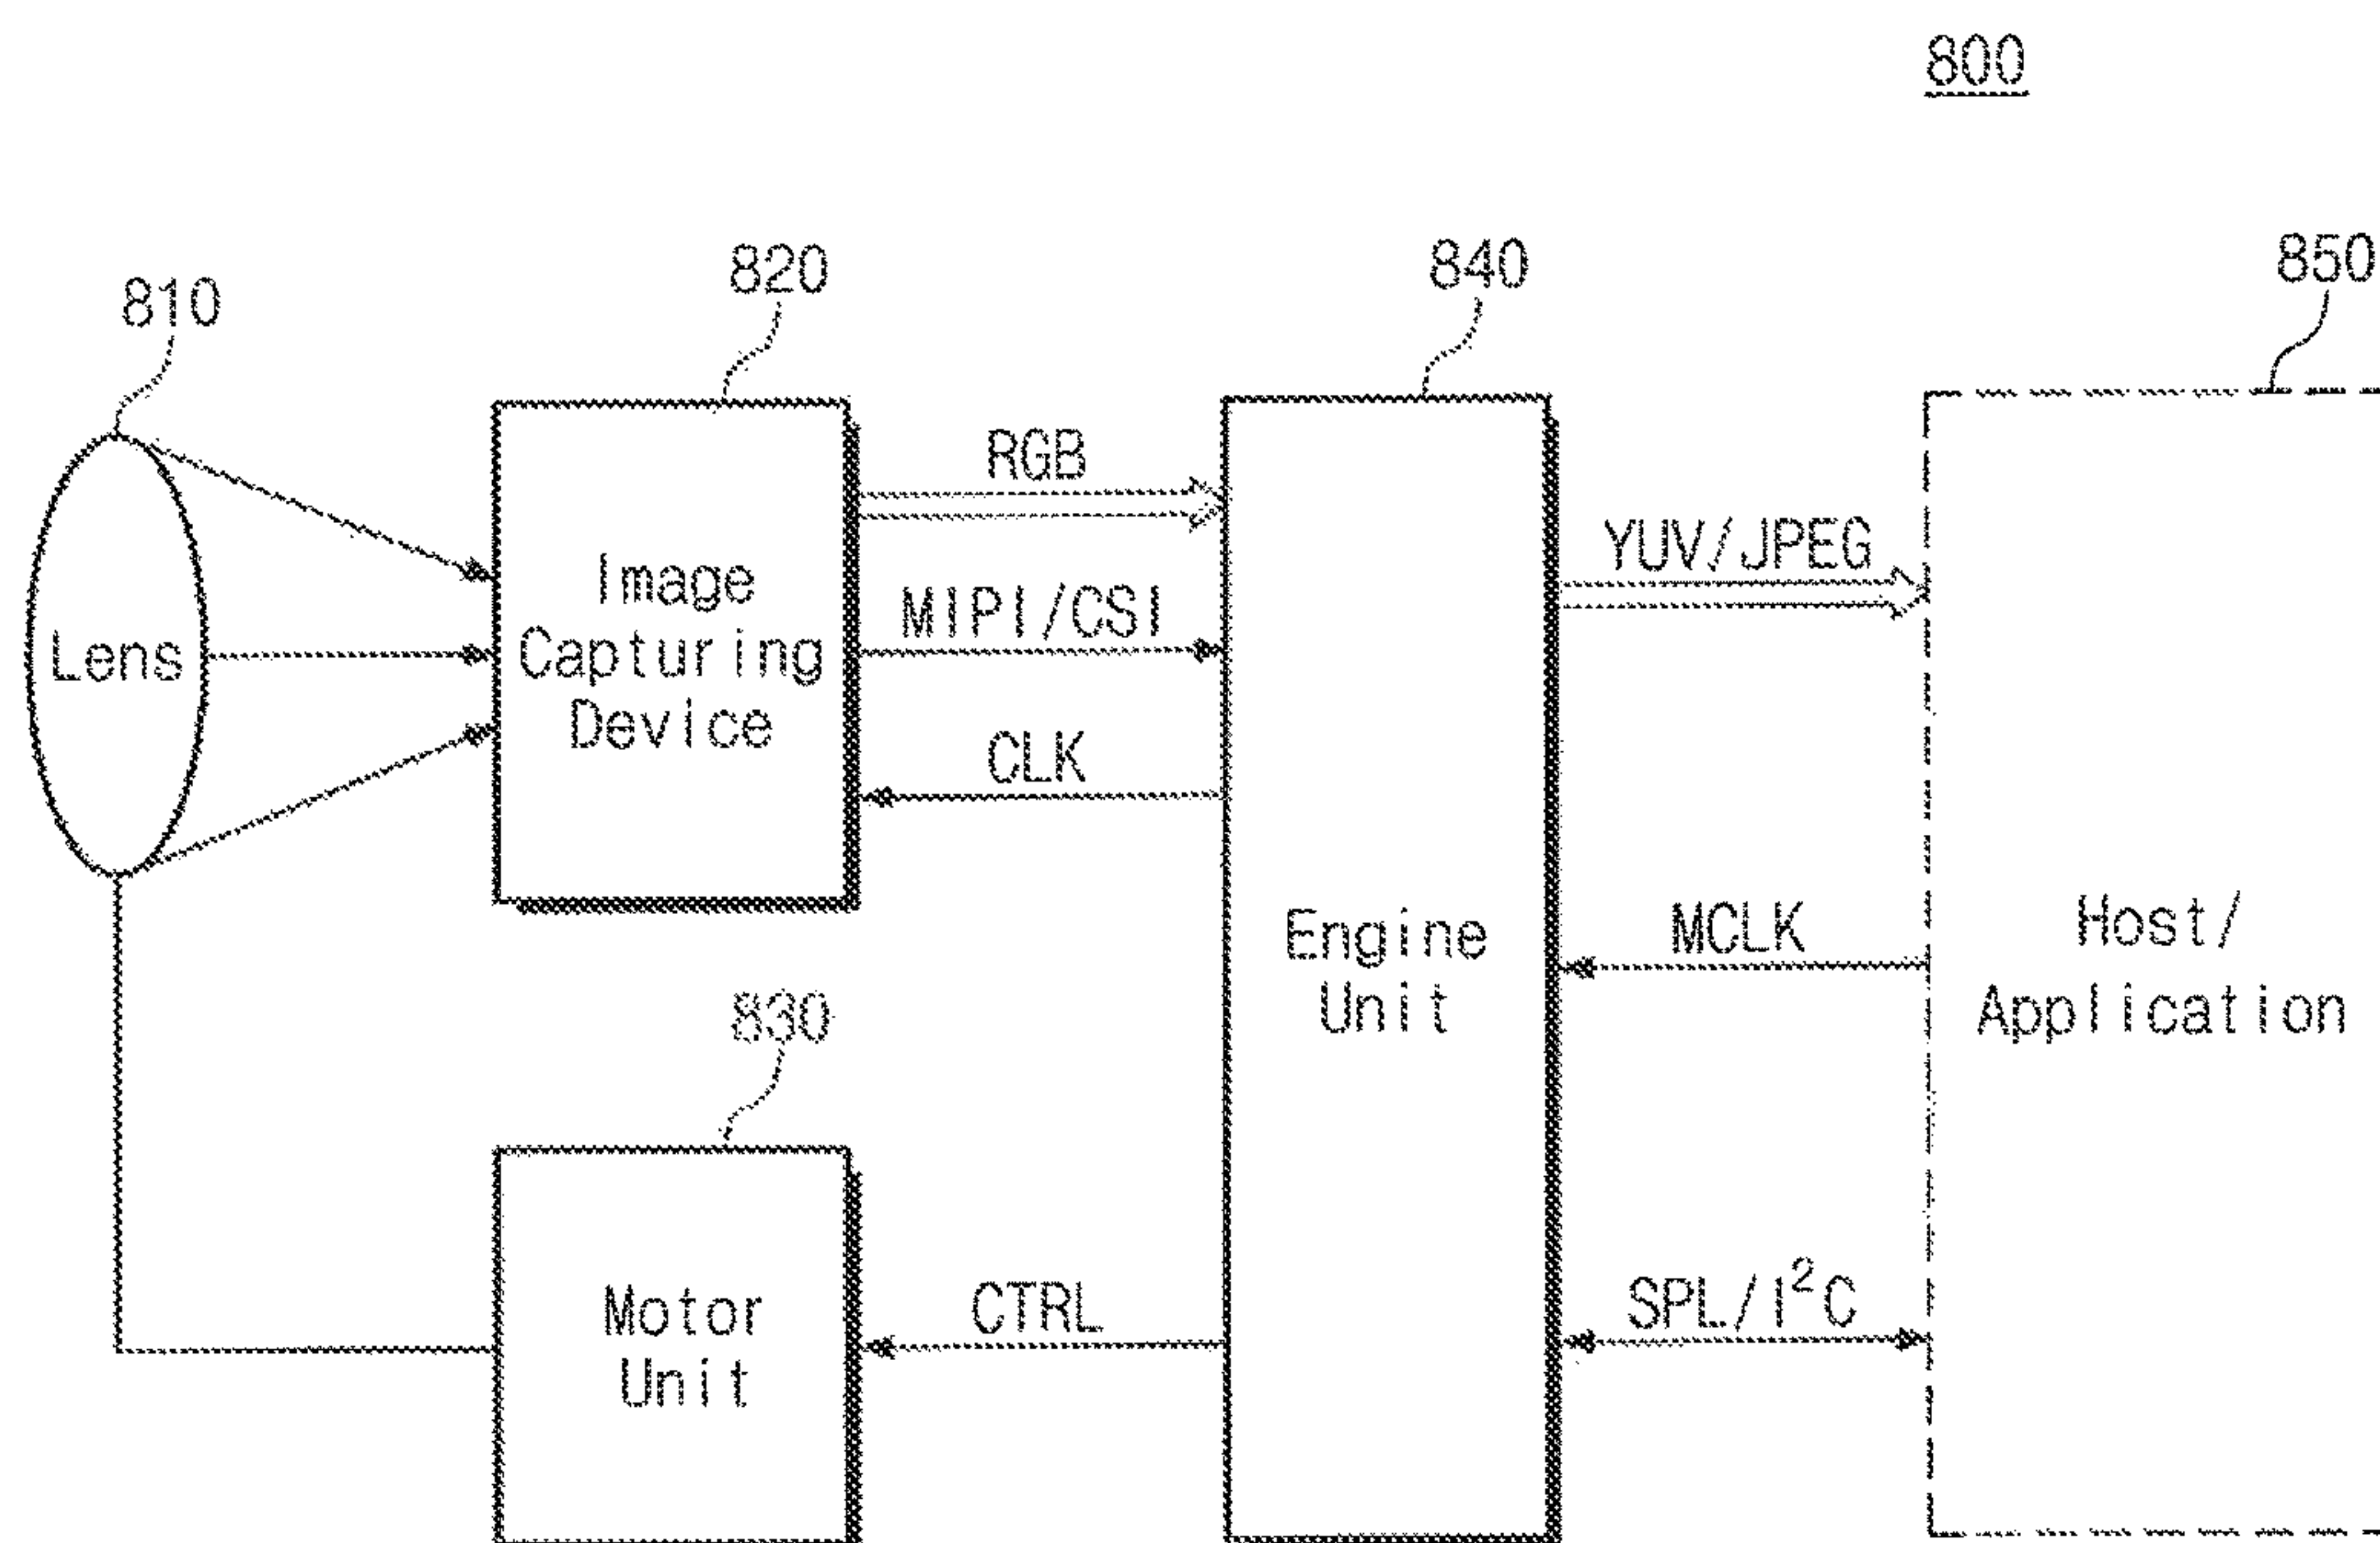 800
810
820
840
850
Lens
Image
Capturing
Device
RGB
MIPI/CSI
CLK
Engine
Unit
YUV/JPEG
MCLK
SPL/I²C
Host/
Application
830
Motor
Unit
CTRL